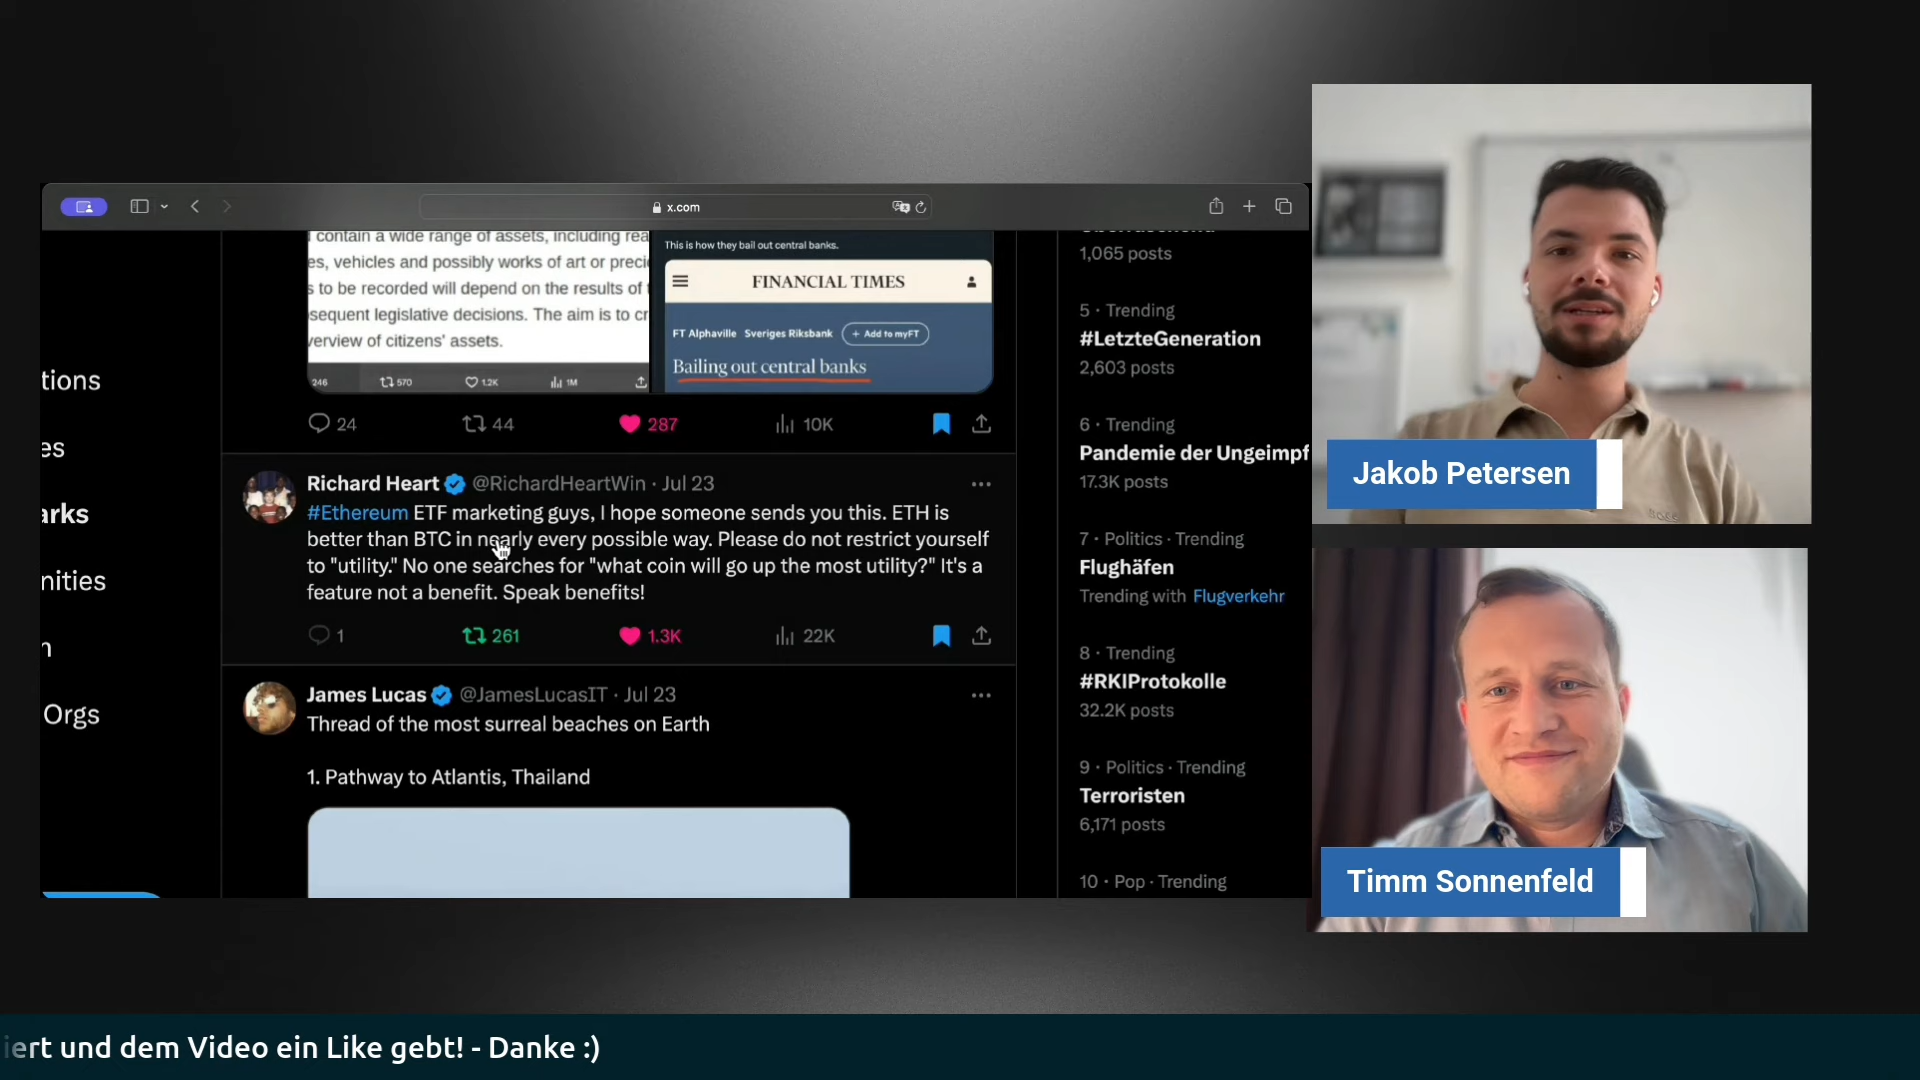 x.com
tions
es
arks
nities
n
Orgs
contain a wide range of assets, including rea
es, vehicles and possibly works of art or preci
s to be recorded will depend on the results of
sequent legislative decisions. The aim is to cr
verview of citizens' assets.
246 570 1.2K 1M
This is how they bail out central banks.
FINANCIAL TIMES
FT Alphaville Sveriges Riksbank + Add to myFT
Bailing out central banks
24 44 287 10K
Richard Heart @RichardHeartWin · Jul 23
#Ethereum ETF marketing guys, I hope someone sends you this. ETH is
better than BTC in nearly every possible way. Please do not restrict yourself
to "utility." No one searches for "what coin will go up the most utility?" It's a
feature not a benefit. Speak benefits!
1 261 1.3K 22K
James Lucas @JamesLucasIT · Jul 23
Thread of the most surreal beaches on Earth
1. Pathway to Atlantis, Thailand
1,065 posts
5 · Trending
#LetzteGeneration
2,603 posts
6 · Trending
Pandemie der Ungeimpf
17.3K posts
7 · Politics · Trending
Flughäfen
Trending with Flugverkehr
8 · Trending
#RKIProtokolle
32.2K posts
9 · Politics · Trending
Terroristen
6,171 posts
10 · Pop · Trending
Jakob Petersen
Timm Sonnenfeld
iert und dem Video ein Like gebt! - Danke :)